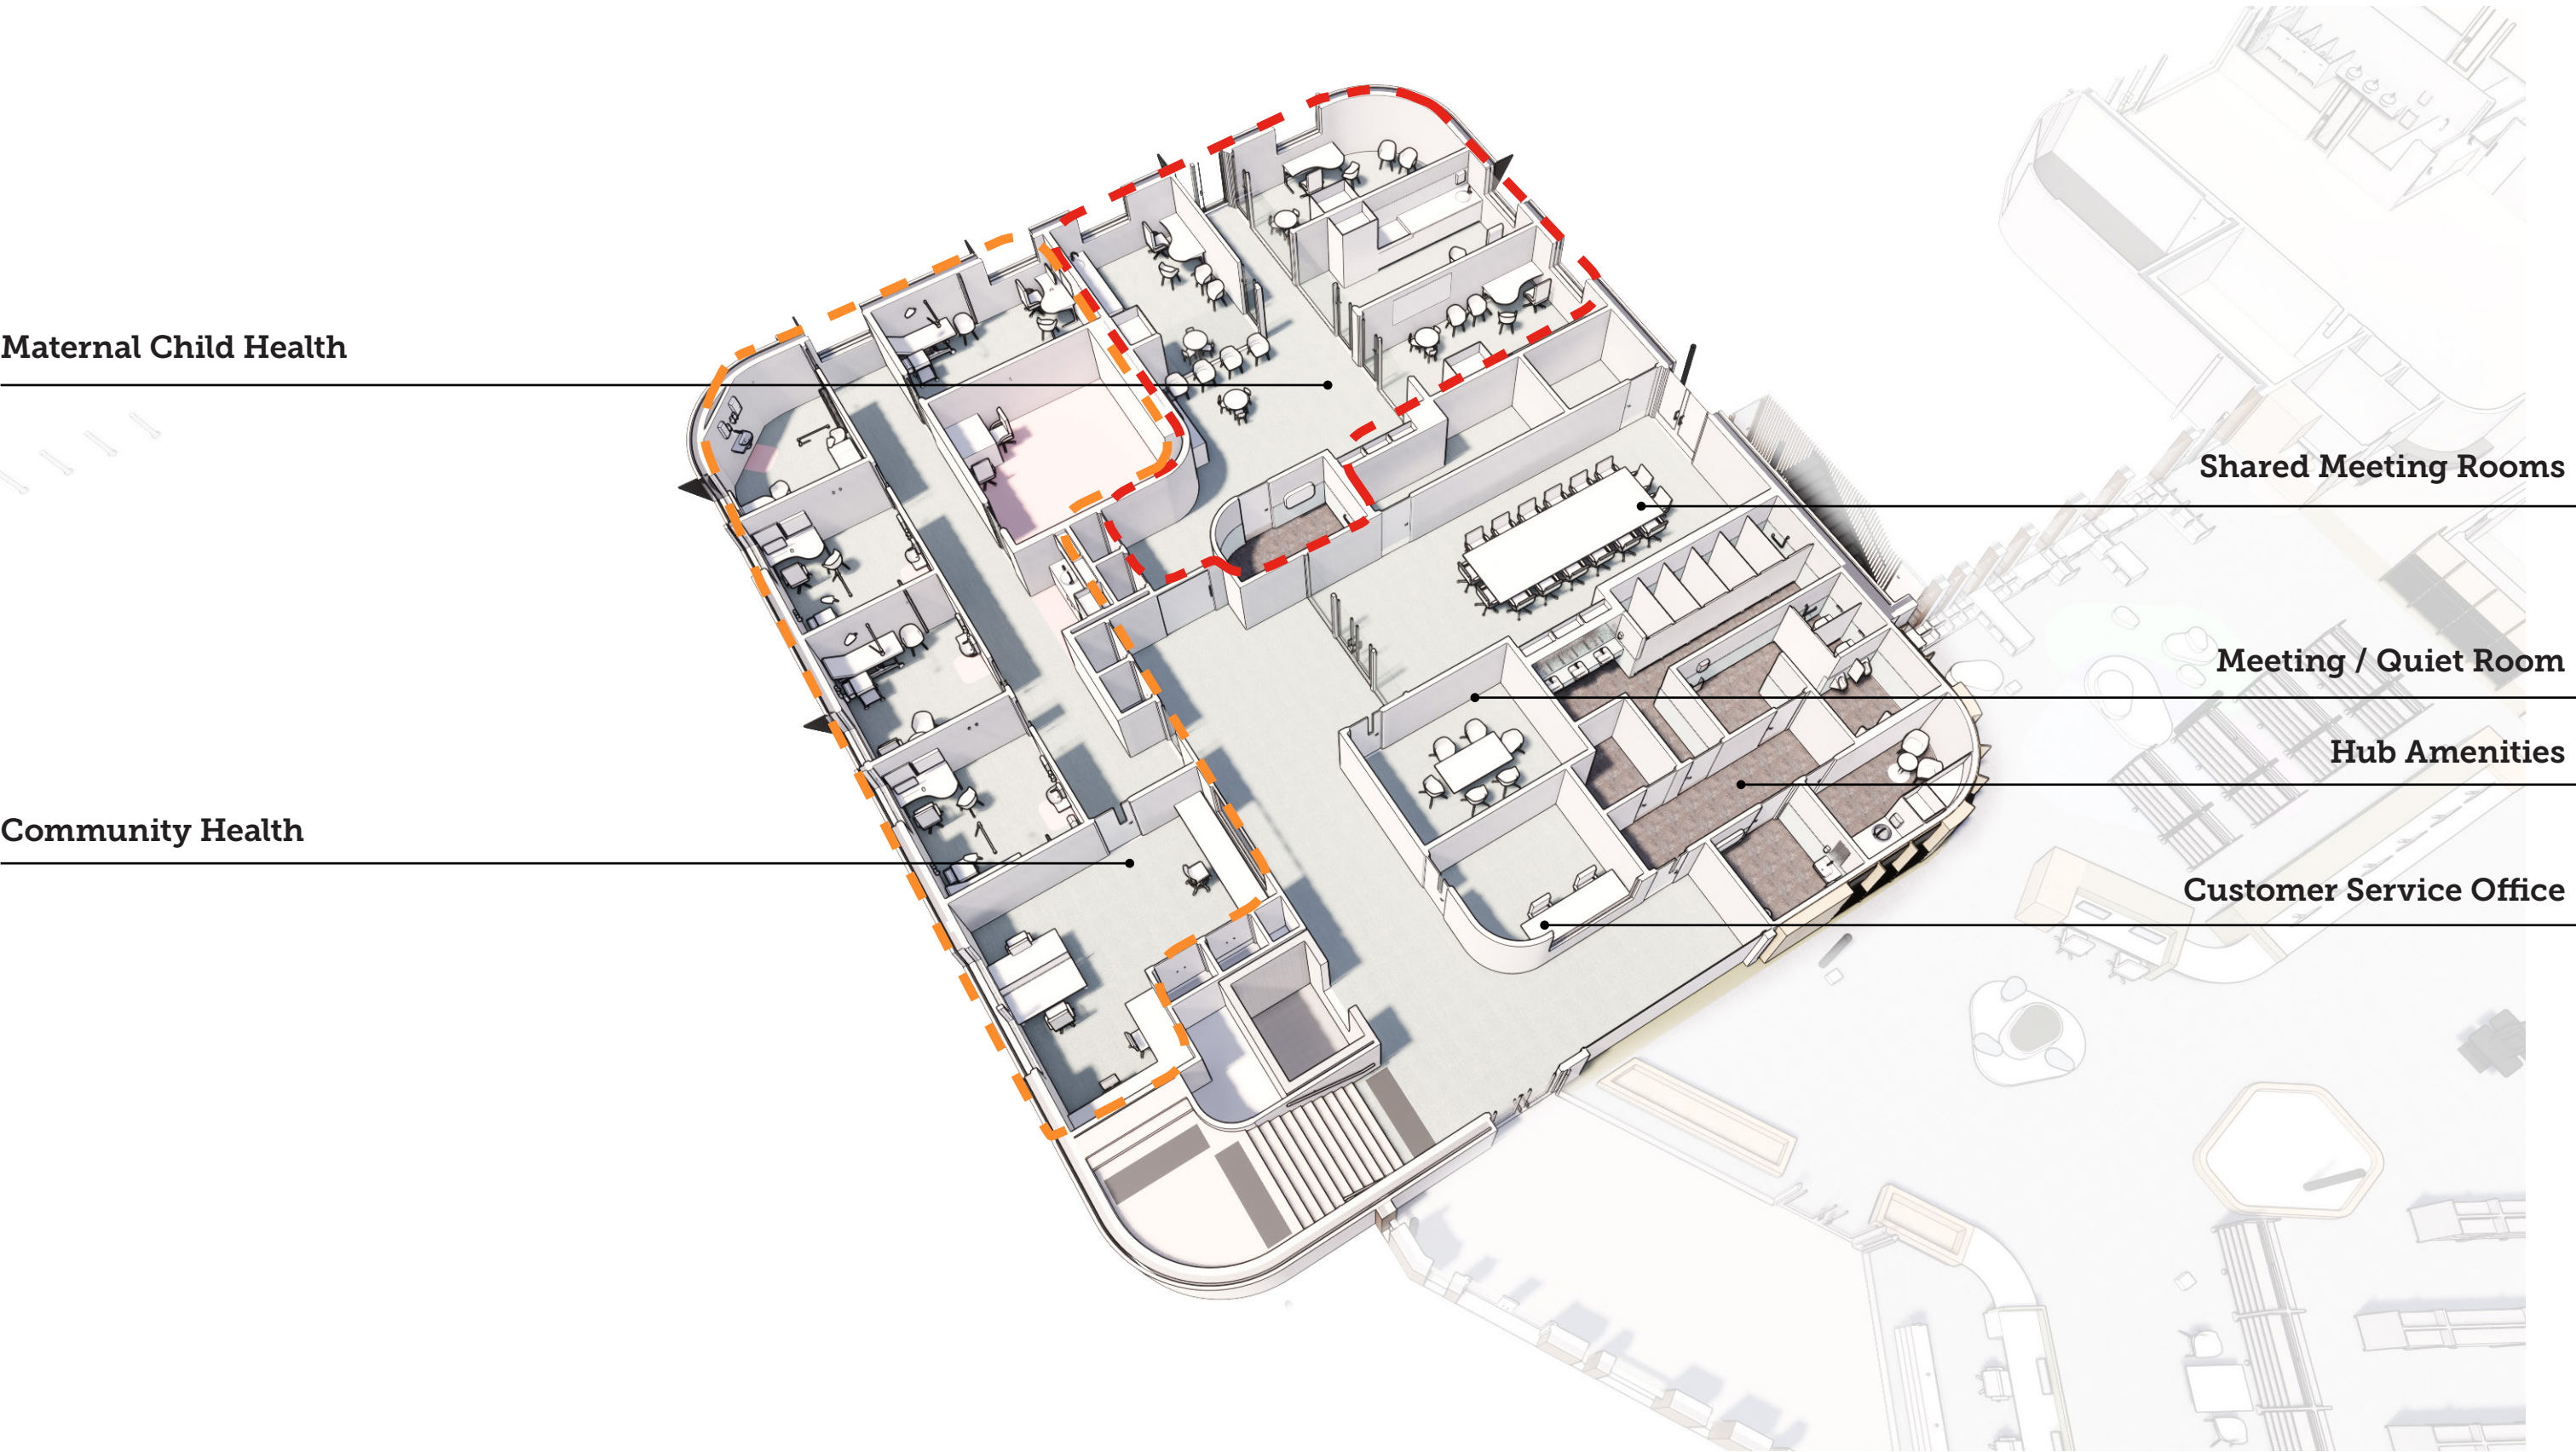 Maternal Child Health
Shared Meeting Rooms
Meeting / Quiet Room
Hub Amenities
Community Health
Customer Service Office